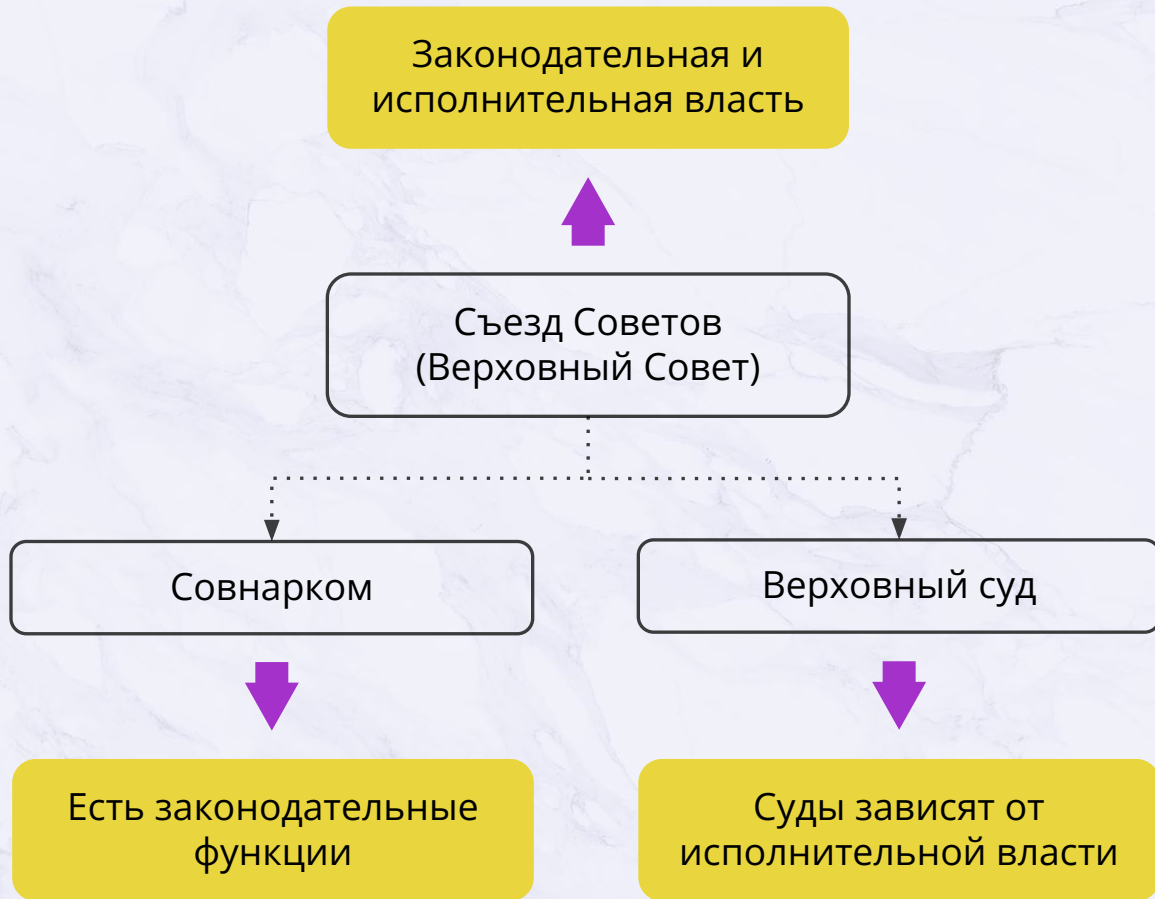 Законодательная и
исполнительная власть
Съезд Советов
(Верховный Совет)
Совнарком
Верховный суд
Есть законодательные
функции
Суды зависят от
исполнительной власти